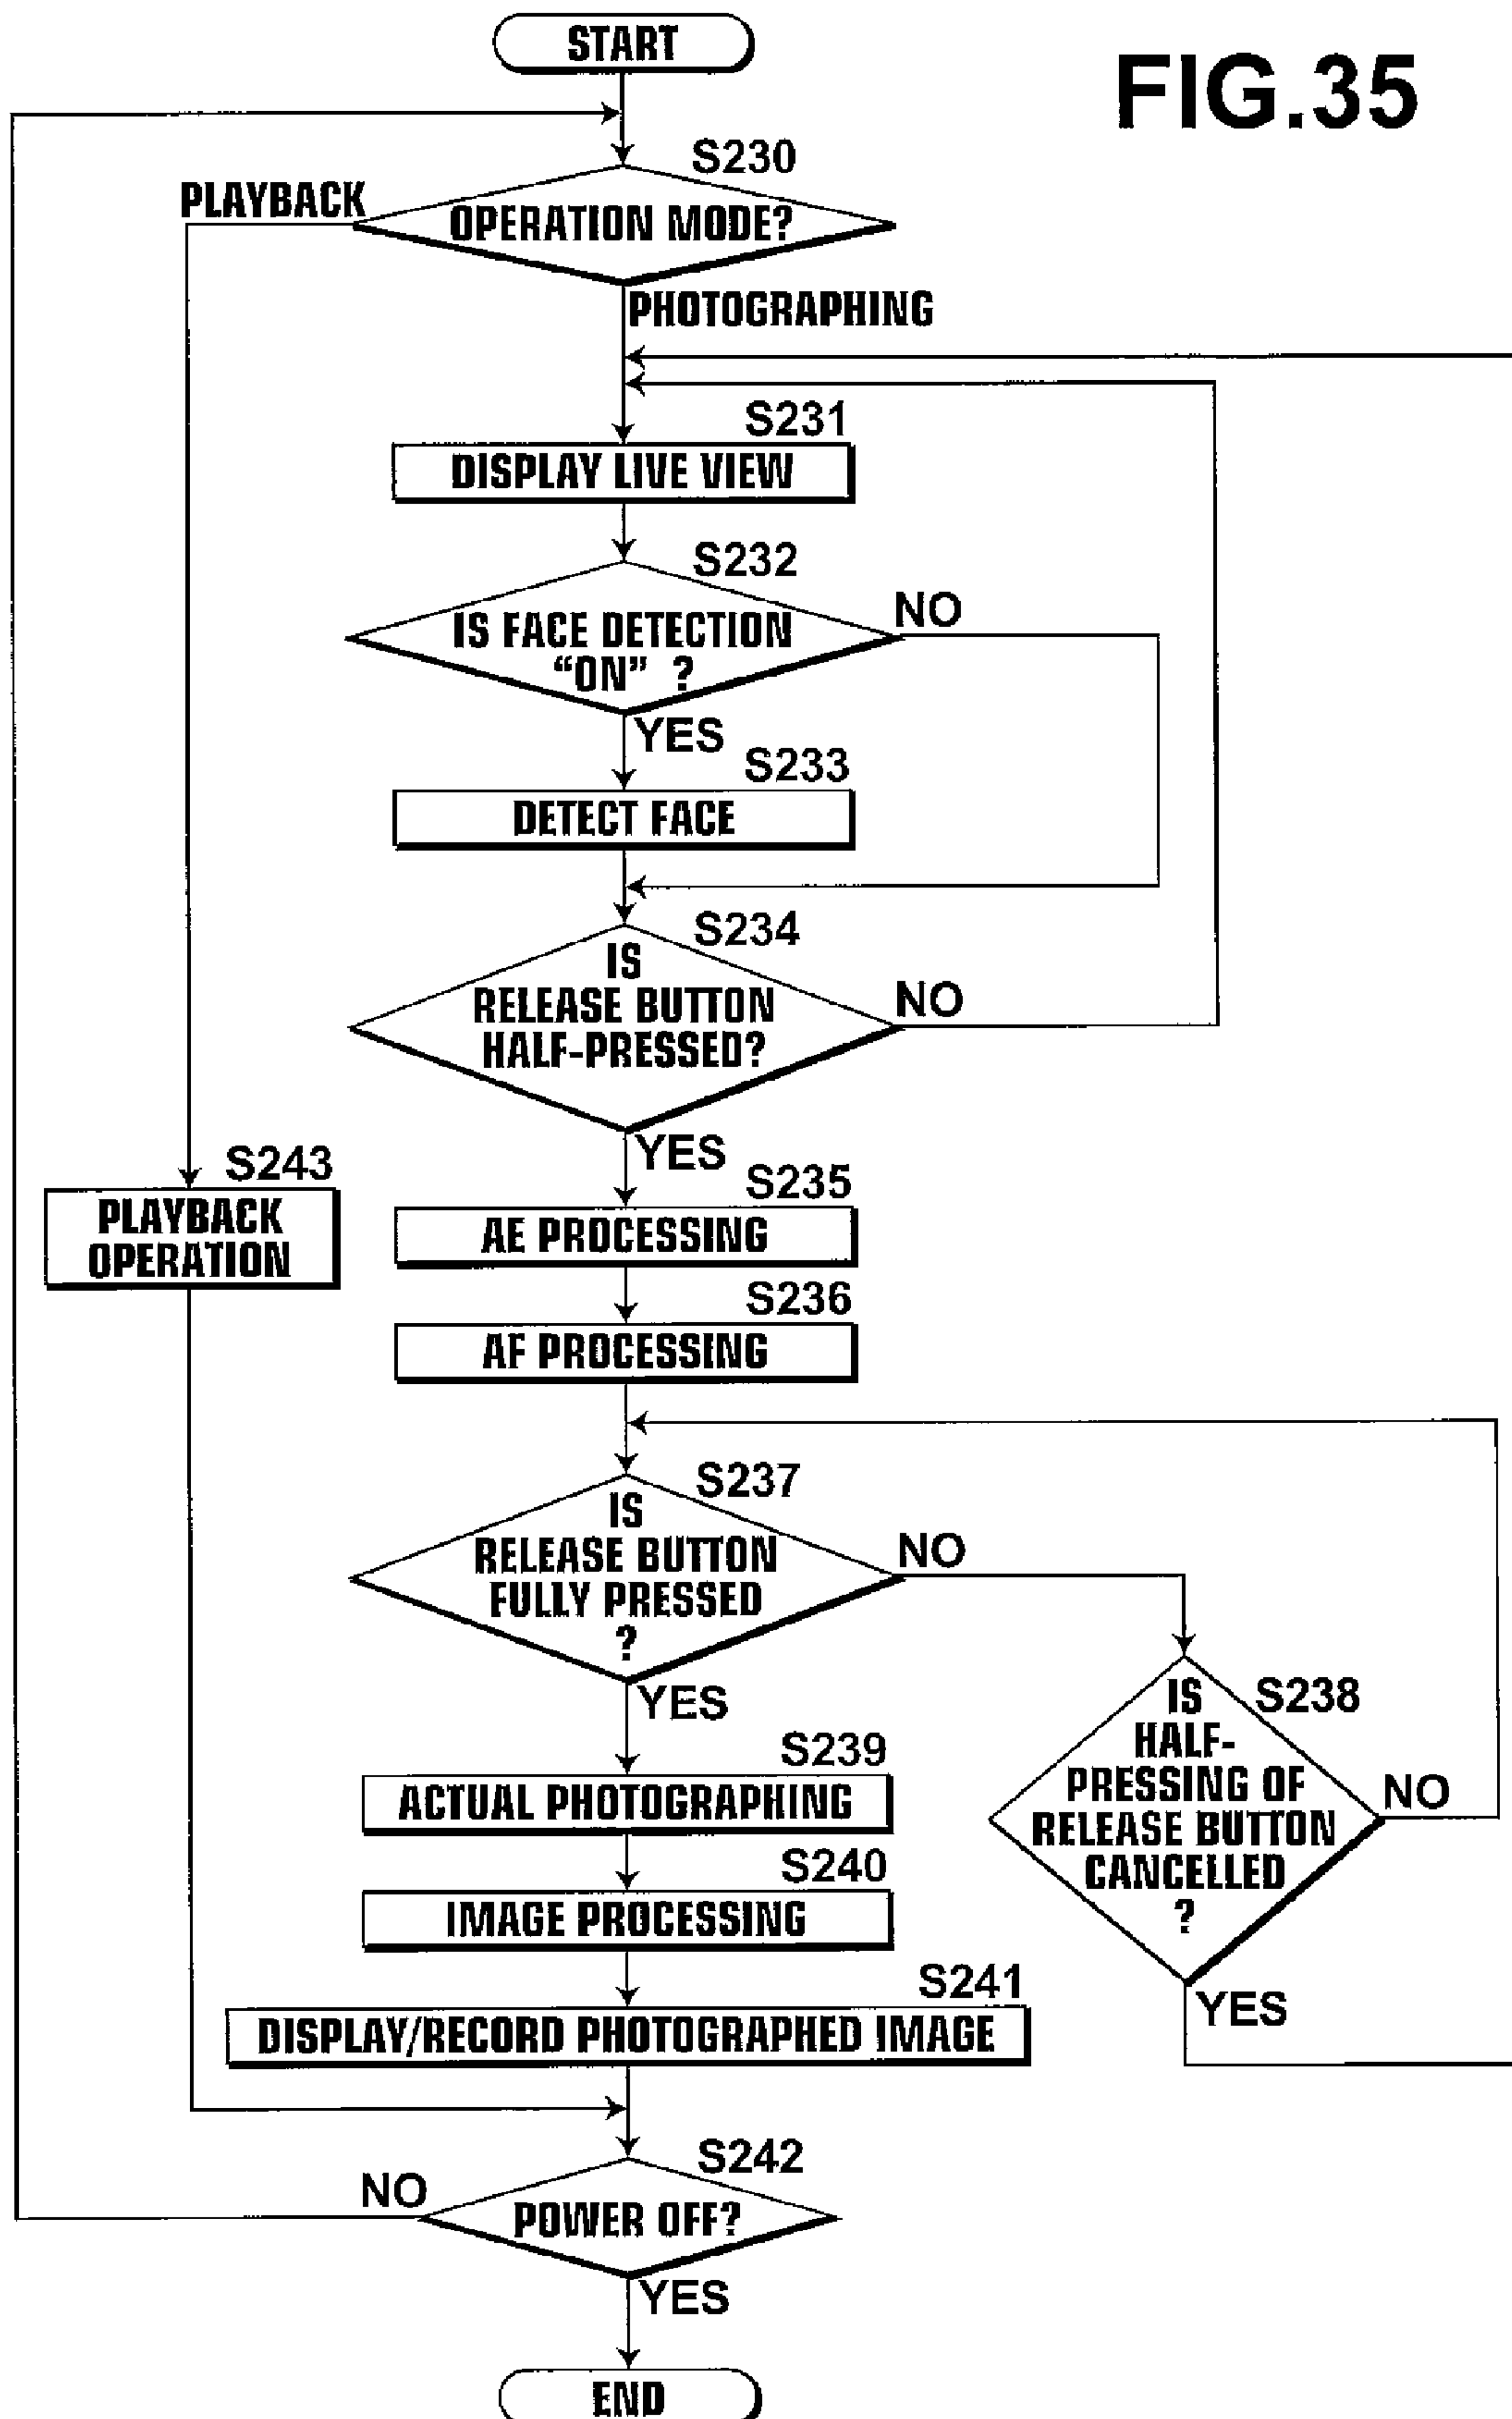 START
FIG.35
S230
PLAYBACK
OPERATION MODE?
PHOTOGRAPHING
S231
DISPLAY LIVE VIEW
S232
NO
IS FACE DETECTION
“ON” ?
YES
S233
DETECT FACE
S234
IS
RELEASE BUTTON
HALF-PRESSED?
NO
YES
S243
PLAYBACK
OPERATION
S235
AE PROCESSING
S236
AF PROCESSING
S237
IS
RELEASE BUTTON
FULLY PRESSED
?
NO
YES
S238
IS
HALF-
PRESSING OF
RELEASE BUTTON
CANCELLED
?
NO
YES
S239
ACTUAL PHOTOGRAPHING
S240
IMAGE PROCESSING
S241
DISPLAY/RECORD PHOTOGRAPHED IMAGE
S242
NO
POWER OFF?
YES
END